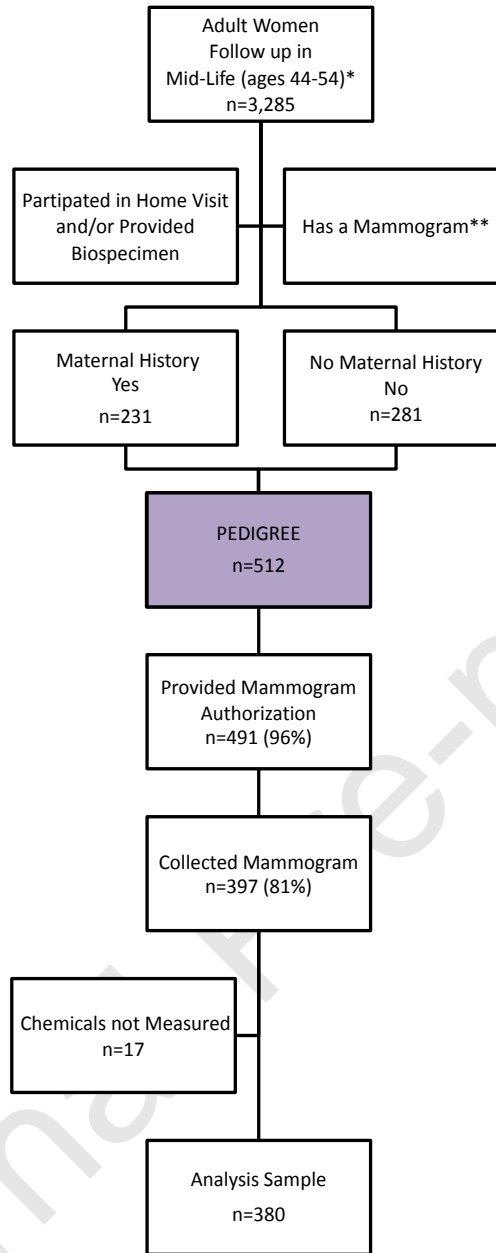 Adult Women
Follow up in
Mid-Life (ages 44-54)*
n=3,285
Partipated in Home Visit
and/or Provided
Biospecimen
Has a Mammogram**
Maternal History
Yes
n=231
No Maternal History
No
n=281
PEDIGREE
n=512
Provided Mammogram
Authorization
n=491 (96%)
Collected Mammogram
n=397 (81%)
Chemicals not Measured
n=17
Analysis Sample
n=380